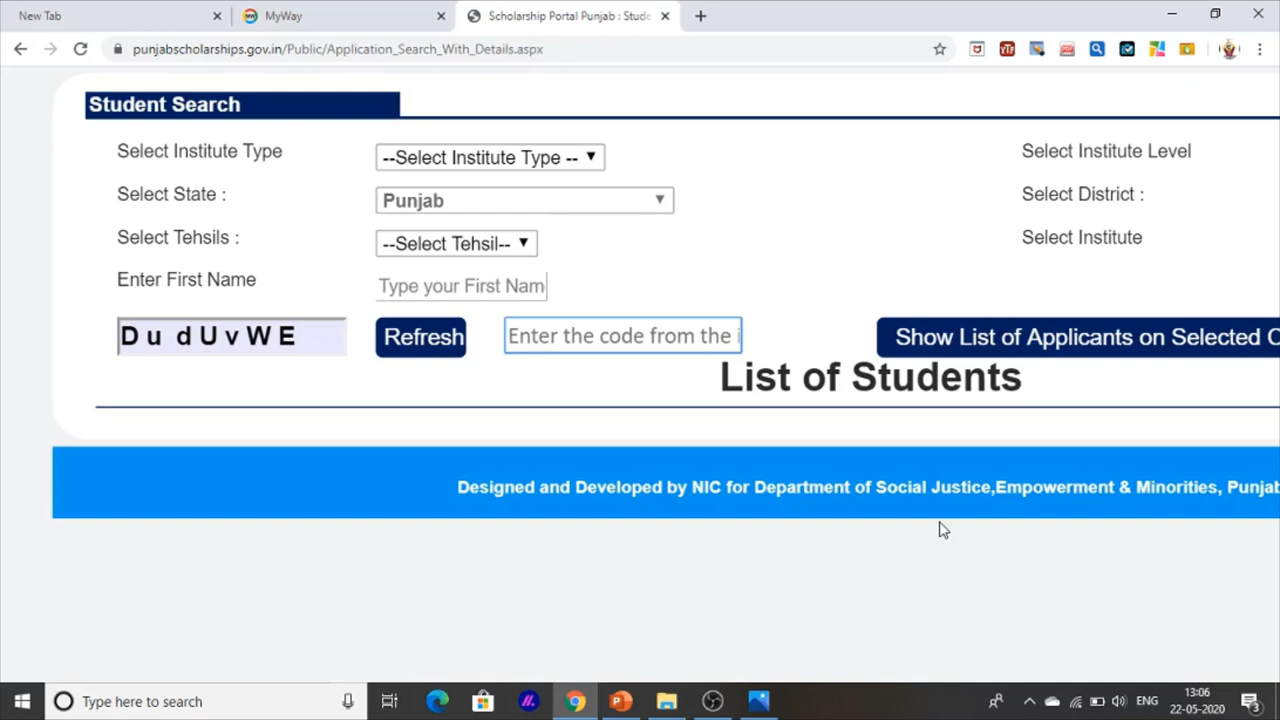 New Tab
MyWay
Scholarship Portal Punjab : Stude
punjabscholarships.gov.in/Public/Application_Search_With_Details.aspx
Student Search
Select Institute Type
--Select Institute Type --
Select Institute Level
Select State :
Punjab
Select District :
Select Tehsils :
--Select Tehsil--
Select Institute
Enter First Name
Type your First Nam
D u d U v W E
Refresh
Enter the code from the i
Show List of Applicants on Selected C
List of Students
Designed and Developed by NIC for Department of Social Justice,Empowerment & Minorities, Punjab
Type here to search
ENG
13:06
22-05-2020
3